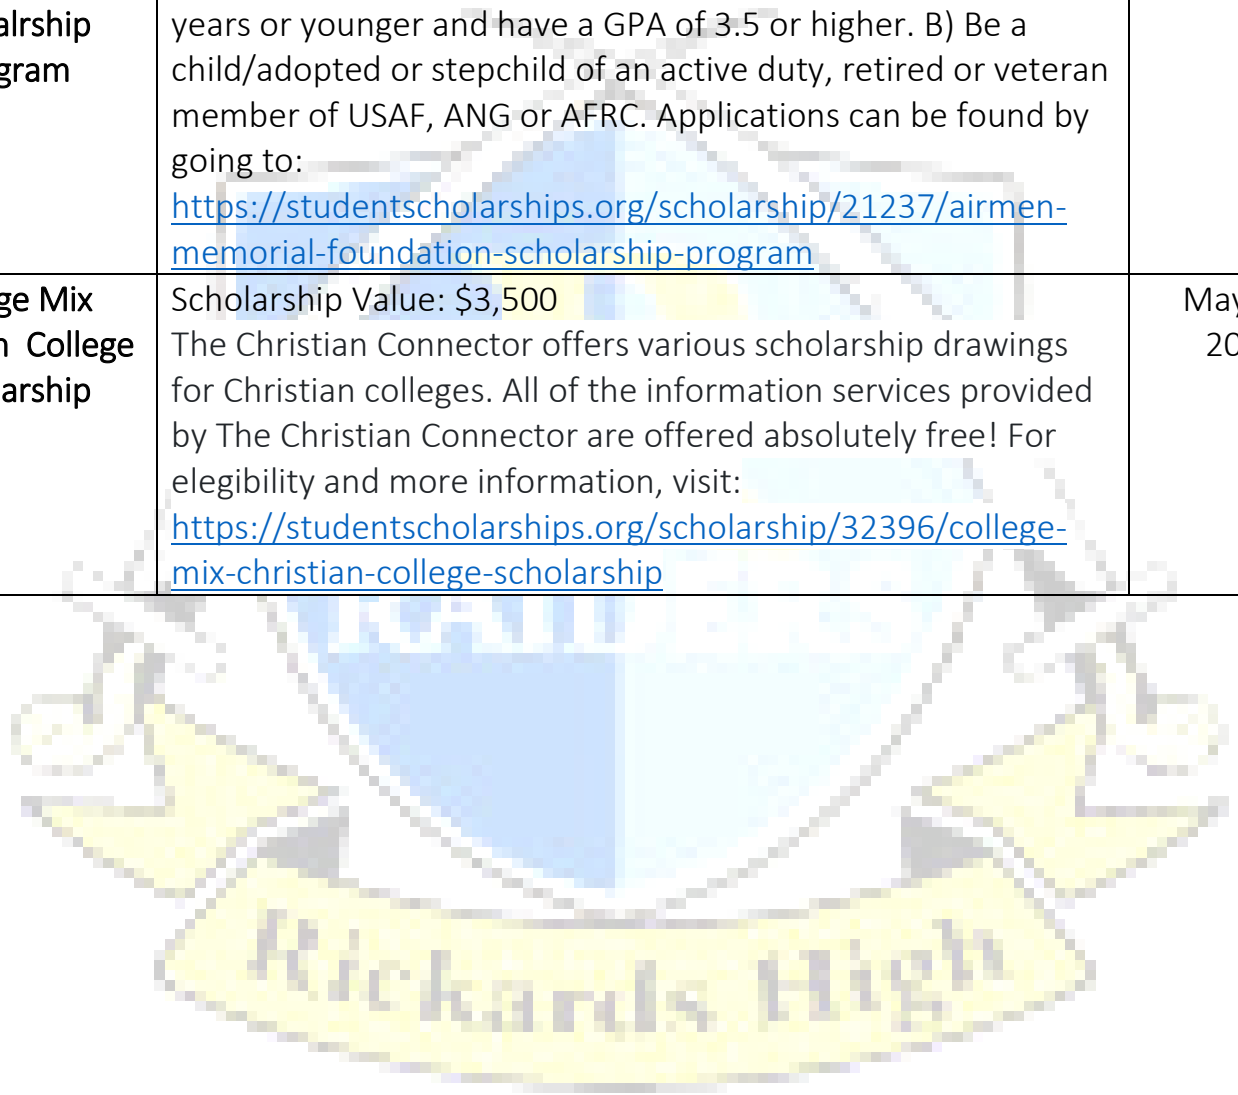 alrship
gram
years or younger and have a GPA of 3.5 or higher. B) Be a
child/adopted or stepchild of an active duty, retired or veteran
member of USAF, ANG or AFRC. Applications can be found by
going to:
https://studentscholarships.org/scholarship/21237/airmen-
memorial-foundation-scholarship-program
ge Mix
n College
arship
Scholarship Value: $3,500
The Christian Connector offers various scholarship drawings
for Christian colleges. All of the information services provided
by The Christian Connector are offered absolutely free! For
elegibility and more information, visit:
https://studentscholarships.org/scholarship/32396/college-
mix-christian-college-scholarship
May
20
RAIDERS
Rickards High